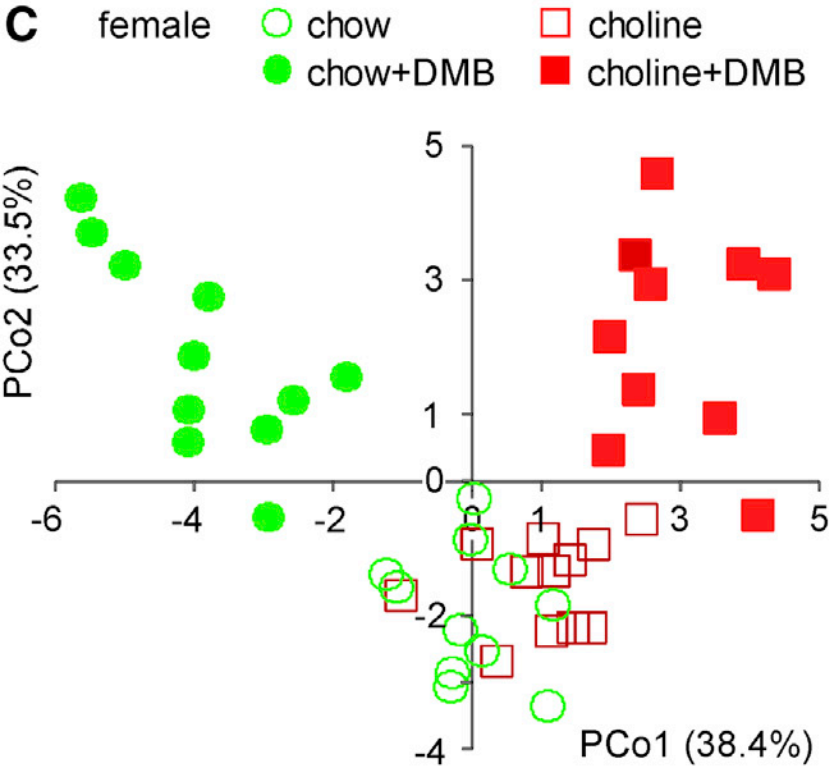 C female chow choline
chow+DMB choline+DMB
PCo2 (33.5%)
5
3
1
0
-6 -4 -2 0 1 3 5
-2
-4
PCo1 (38.4%)